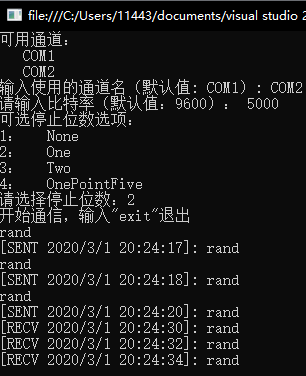 file:///C:/Users/11443/documents/visual studio 2
可用通道：
COM1
COM2
输入使用的通道名（默认值: COM1）: COM2
请输入比特率（默认值：9600）： 5000
可选停止位数选项：
1： None
2： One
3： Two
4： OnePointFive
请选择停止位数：2
开始通信，输入"exit"退出
rand
[SENT 2020/3/1 20:24:17]: rand
rand
[SENT 2020/3/1 20:24:18]: rand
rand
[SENT 2020/3/1 20:24:20]: rand
[RECV 2020/3/1 20:24:30]: rand
[RECV 2020/3/1 20:24:32]: rand
[RECV 2020/3/1 20:24:34]: rand